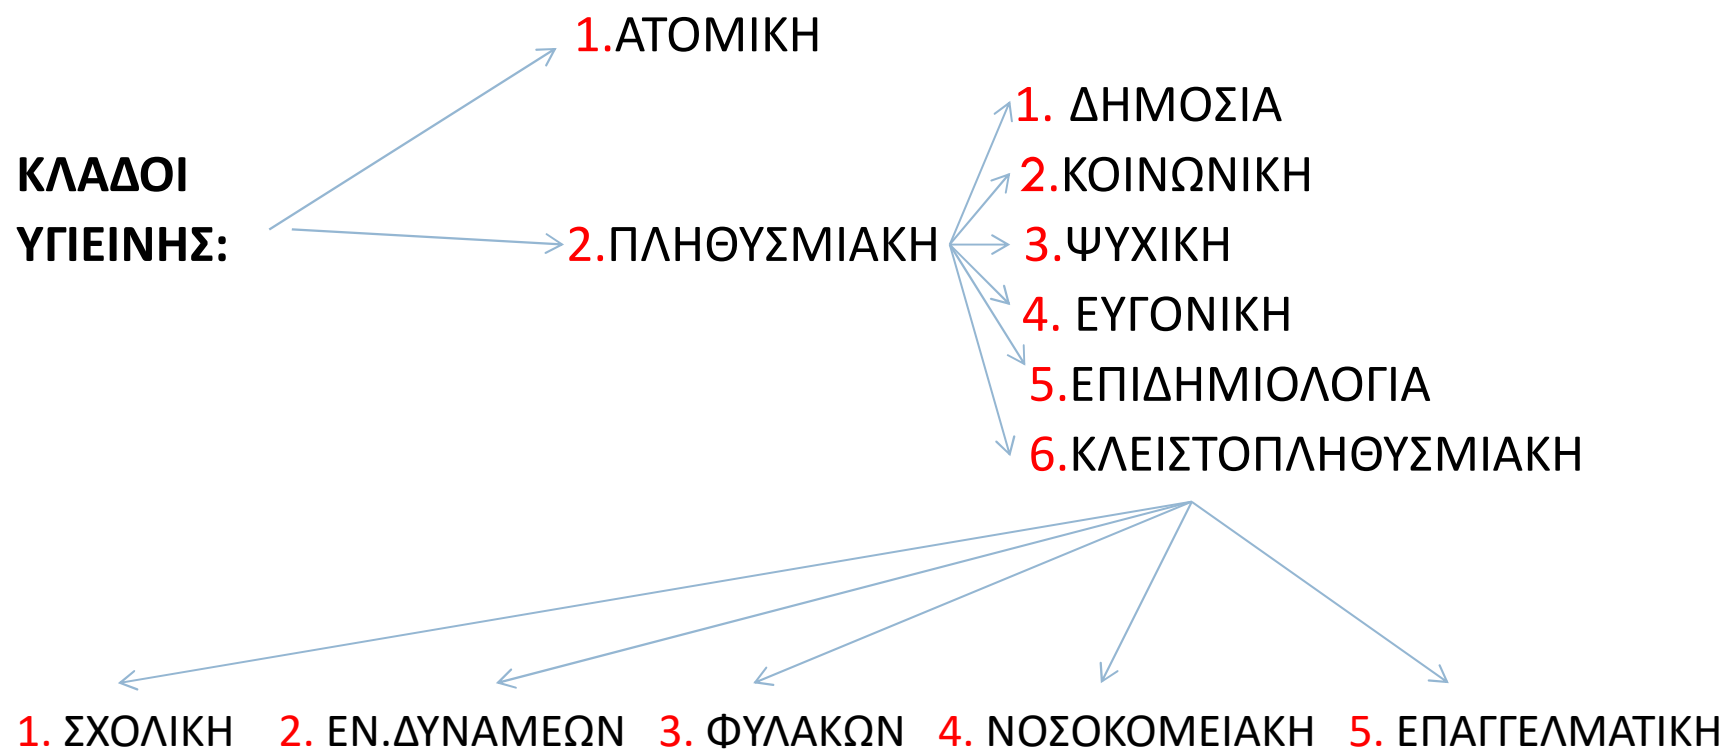 1.ΑΤΟΜΙΚΗ
1. ΔΗΜΟΣΙΑ
ΚΛΑΔΟΙ 2.ΚΟΙΝΩΝΙΚΗ
ΥΓΙΕΙΝΗΣ: 2.ΠΛΗΘΥΣΜΙΑΚΗ 3.ΨΥΧΙΚΗ
4. ΕΥΓΟΝΙΚΗ
5.ΕΠΙΔΗΜΙΟΛΟΓΙΑ
6.ΚΛΕΙΣΤΟΠΛΗΘΥΣΜΙΑΚΗ
1. ΣΧΟΛΙΚΗ 2. ΕΝ.ΔΥΝΑΜΕΩΝ 3. ΦΥΛΑΚΩΝ 4. ΝΟΣΟΚΟΜΕΙΑΚΗ 5. ΕΠΑΓΓΕΛΜΑΤΙΚΗ